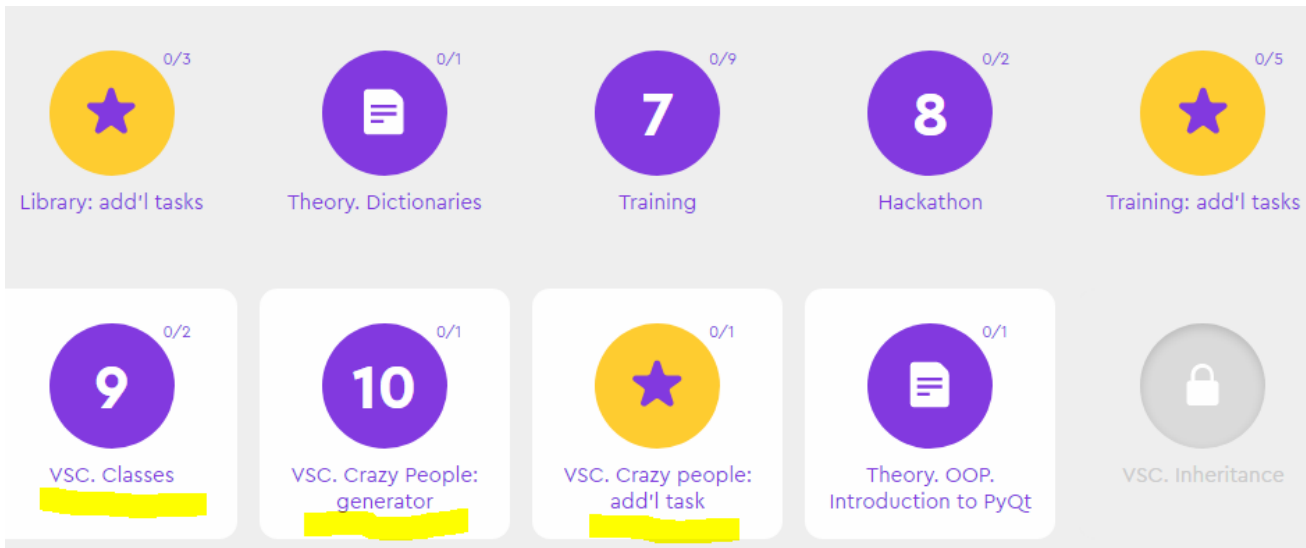 0/3
0/1
0/9
0/2
0/5
7
8
Library: add'l tasks
Theory. Dictionaries
Training
Hackathon
Training: add'l tasks
0/2
0/1
0/1
0/1
9
10
VSC. Classes
VSC. Crazy People:
generator
VSC. Crazy people:
add'l task
Theory. OOP.
Introduction to PyQt
VSC. Inheritance